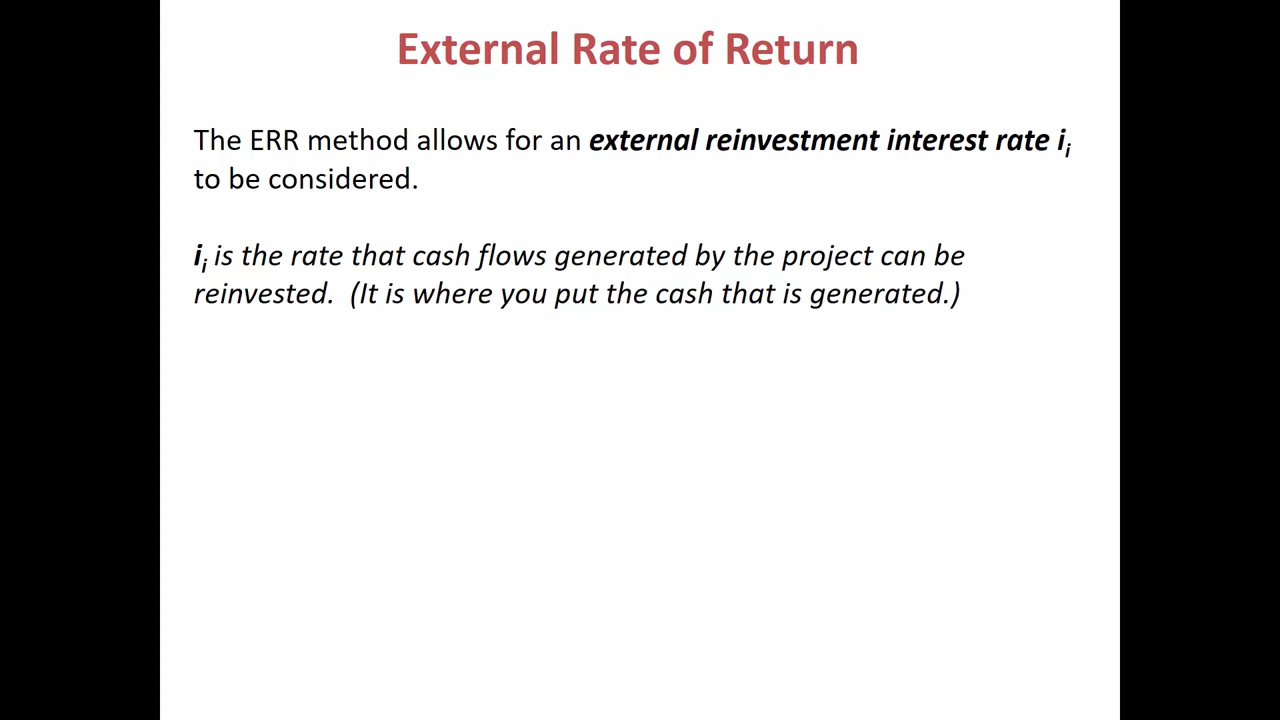 External Rate of Return
The ERR method allows for an external reinvestment interest rate iᵢ
to be considered.
iᵢ is the rate that cash flows generated by the project can be
reinvested.  (It is where you put the cash that is generated.)